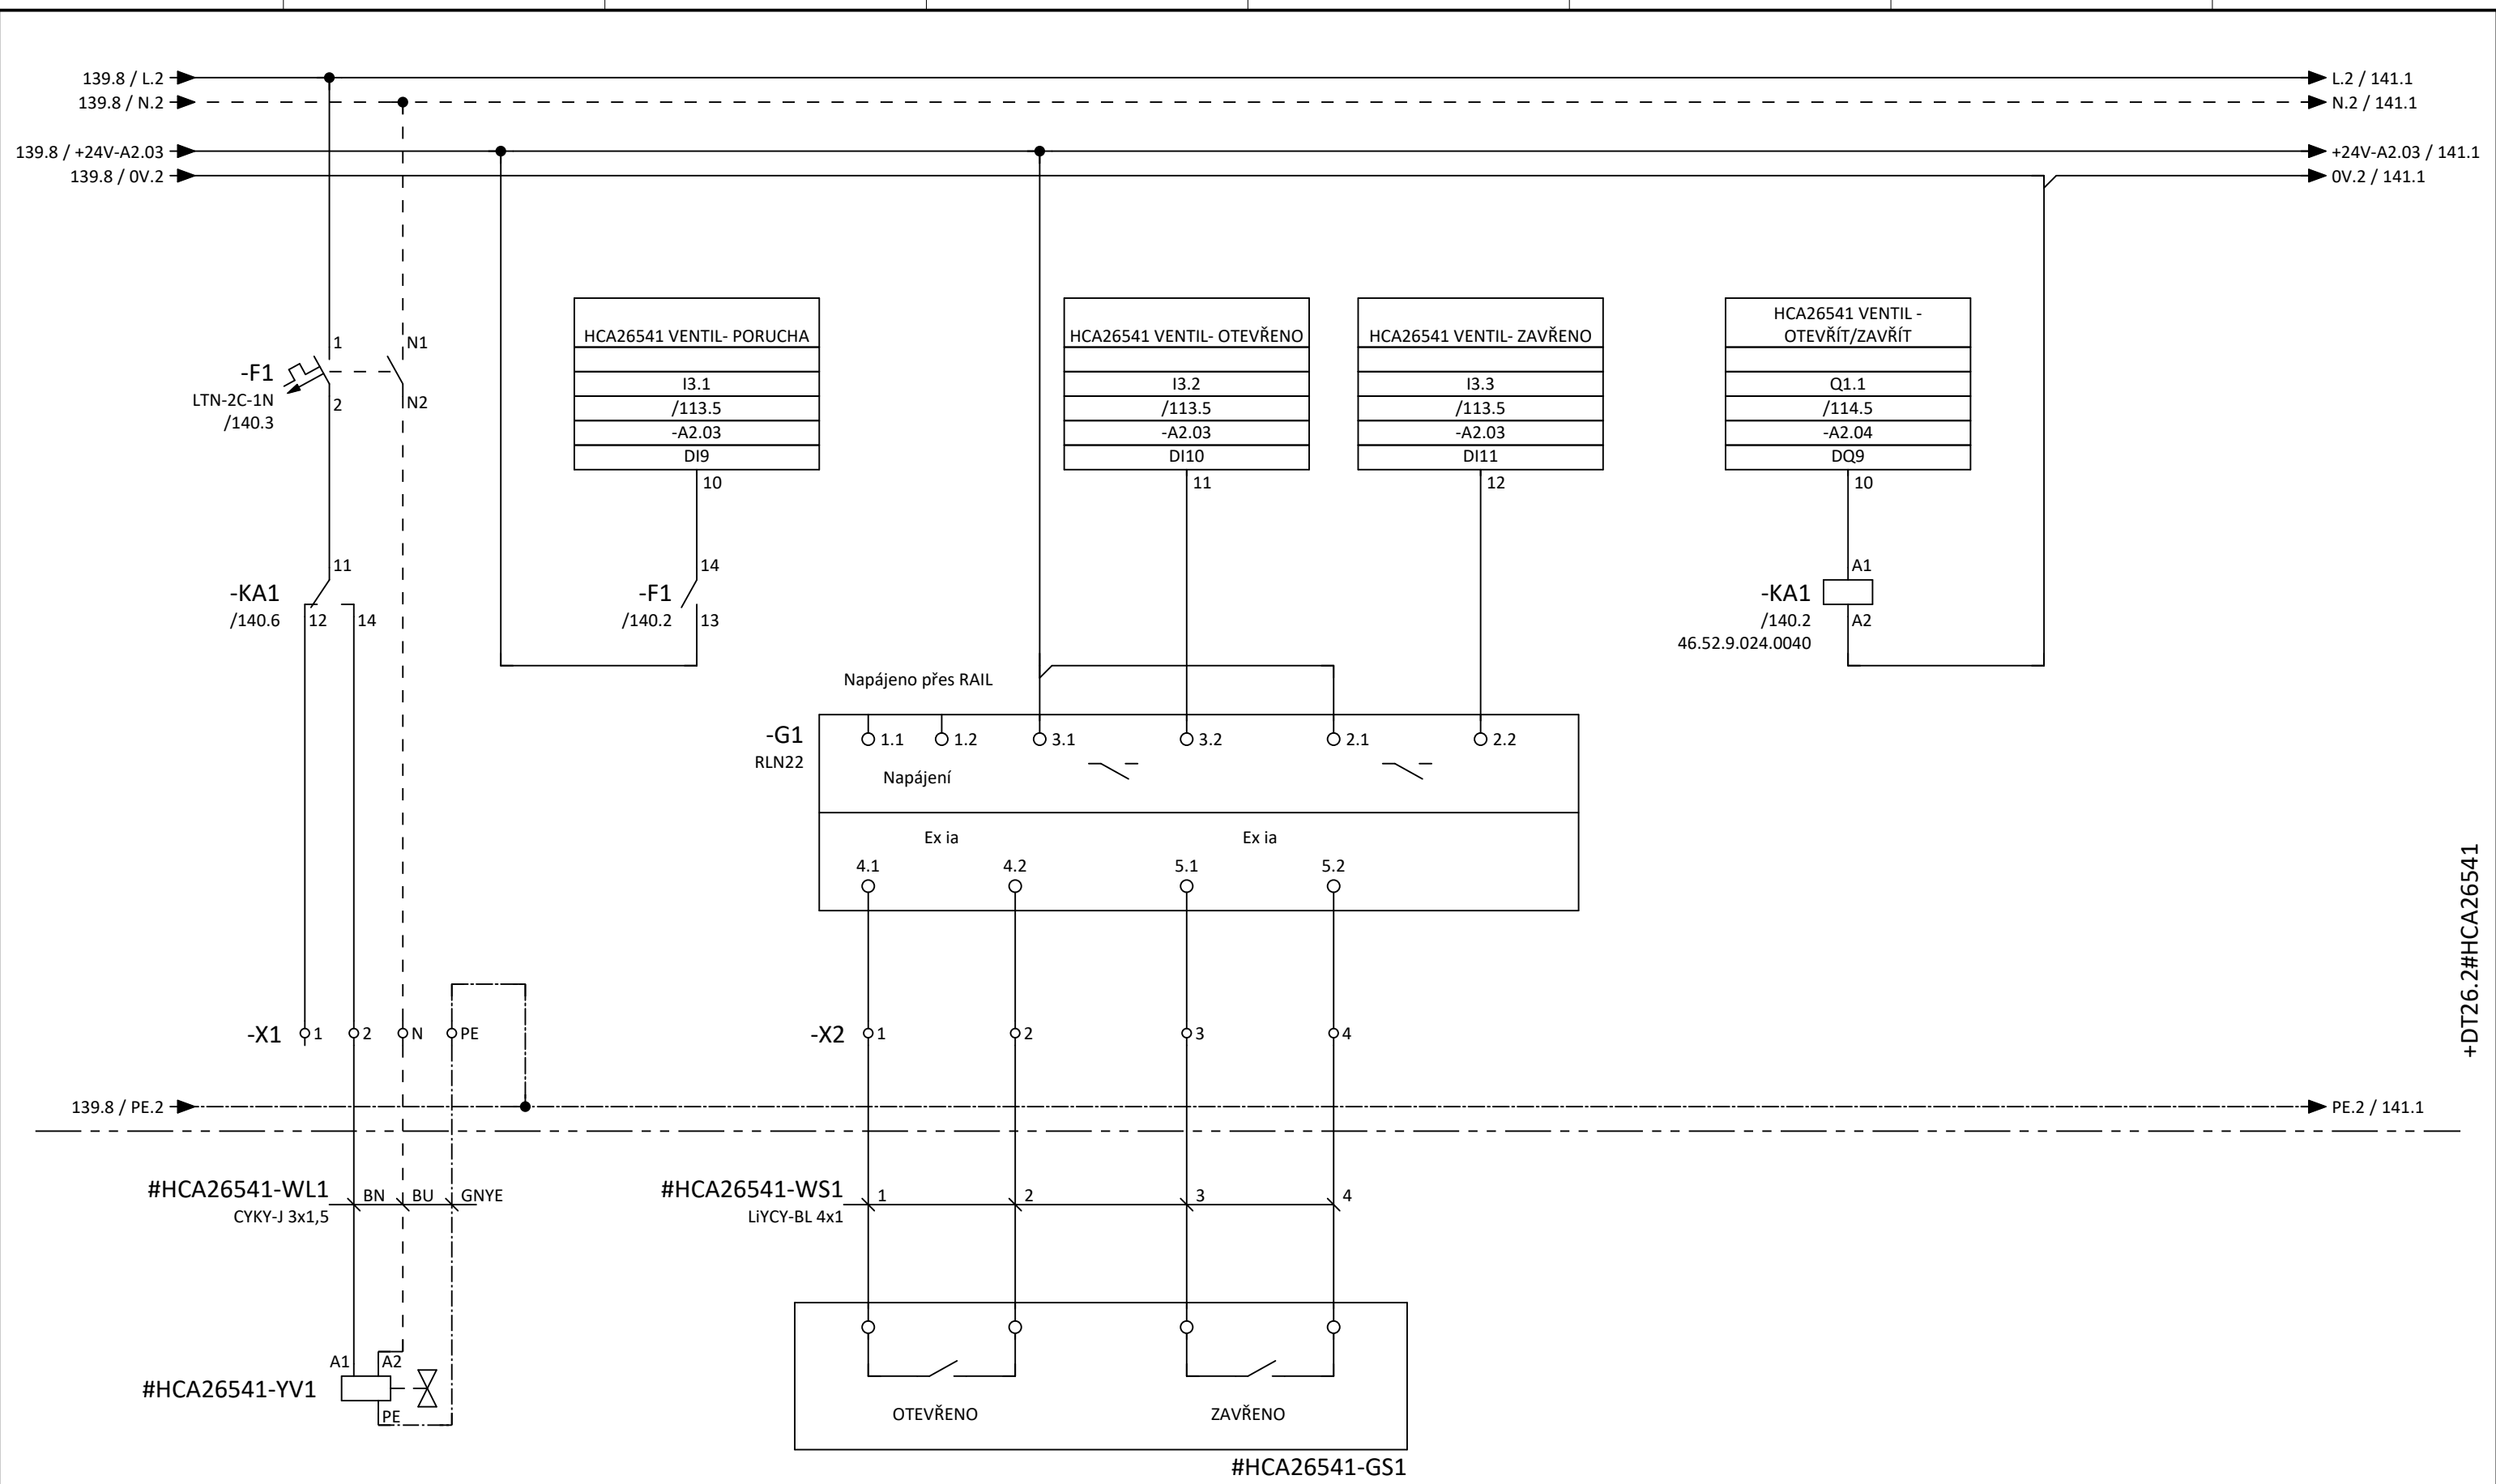 139.8 / L.2
L.2 / 141.1
139.8 / N.2
N.2 / 141.1
139.8 / +24V-A2.03
+24V-A2.03 / 141.1
139.8 / 0V.2
0V.2 / 141.1
HCA26541 VENTIL- PORUCHA
I3.1
/113.5
-A2.03
DI9
10
HCA26541 VENTIL- OTEVŘENO
I3.2
/113.5
-A2.03
DI10
11
HCA26541 VENTIL- ZAVŘENO
I3.3
/113.5
-A2.03
DI11
12
HCA26541 VENTIL -
OTEVŘÍT/ZAVŘÍT
Q1.1
/114.5
-A2.04
DQ9
10
1
N1
-F1
LTN-2C-1N
/140.3
2
N2
11
-KA1
/140.6
12
14
14
-F1
/140.2
13
A1
-KA1
/140.2
A2
46.52.9.024.0040
Napájeno přes RAIL
-G1
RLN22
1.1
1.2
3.1
3.2
2.1
2.2
Napájení
Ex ia
Ex ia
4.1
4.2
5.1
5.2
+DT26.2#HCA26541
-X1
1
2
N
PE
-X2
1
2
3
4
139.8 / PE.2
PE.2 / 141.1
#HCA26541-WL1
CYKY-J 3x1,5
BN
BU
GNYE
#HCA26541-WS1
LiYCY-BL 4x1
1
2
3
4
A1
A2
#HCA26541-YV1
PE
OTEVŘENO
ZAVŘENO
#HCA26541-GS1